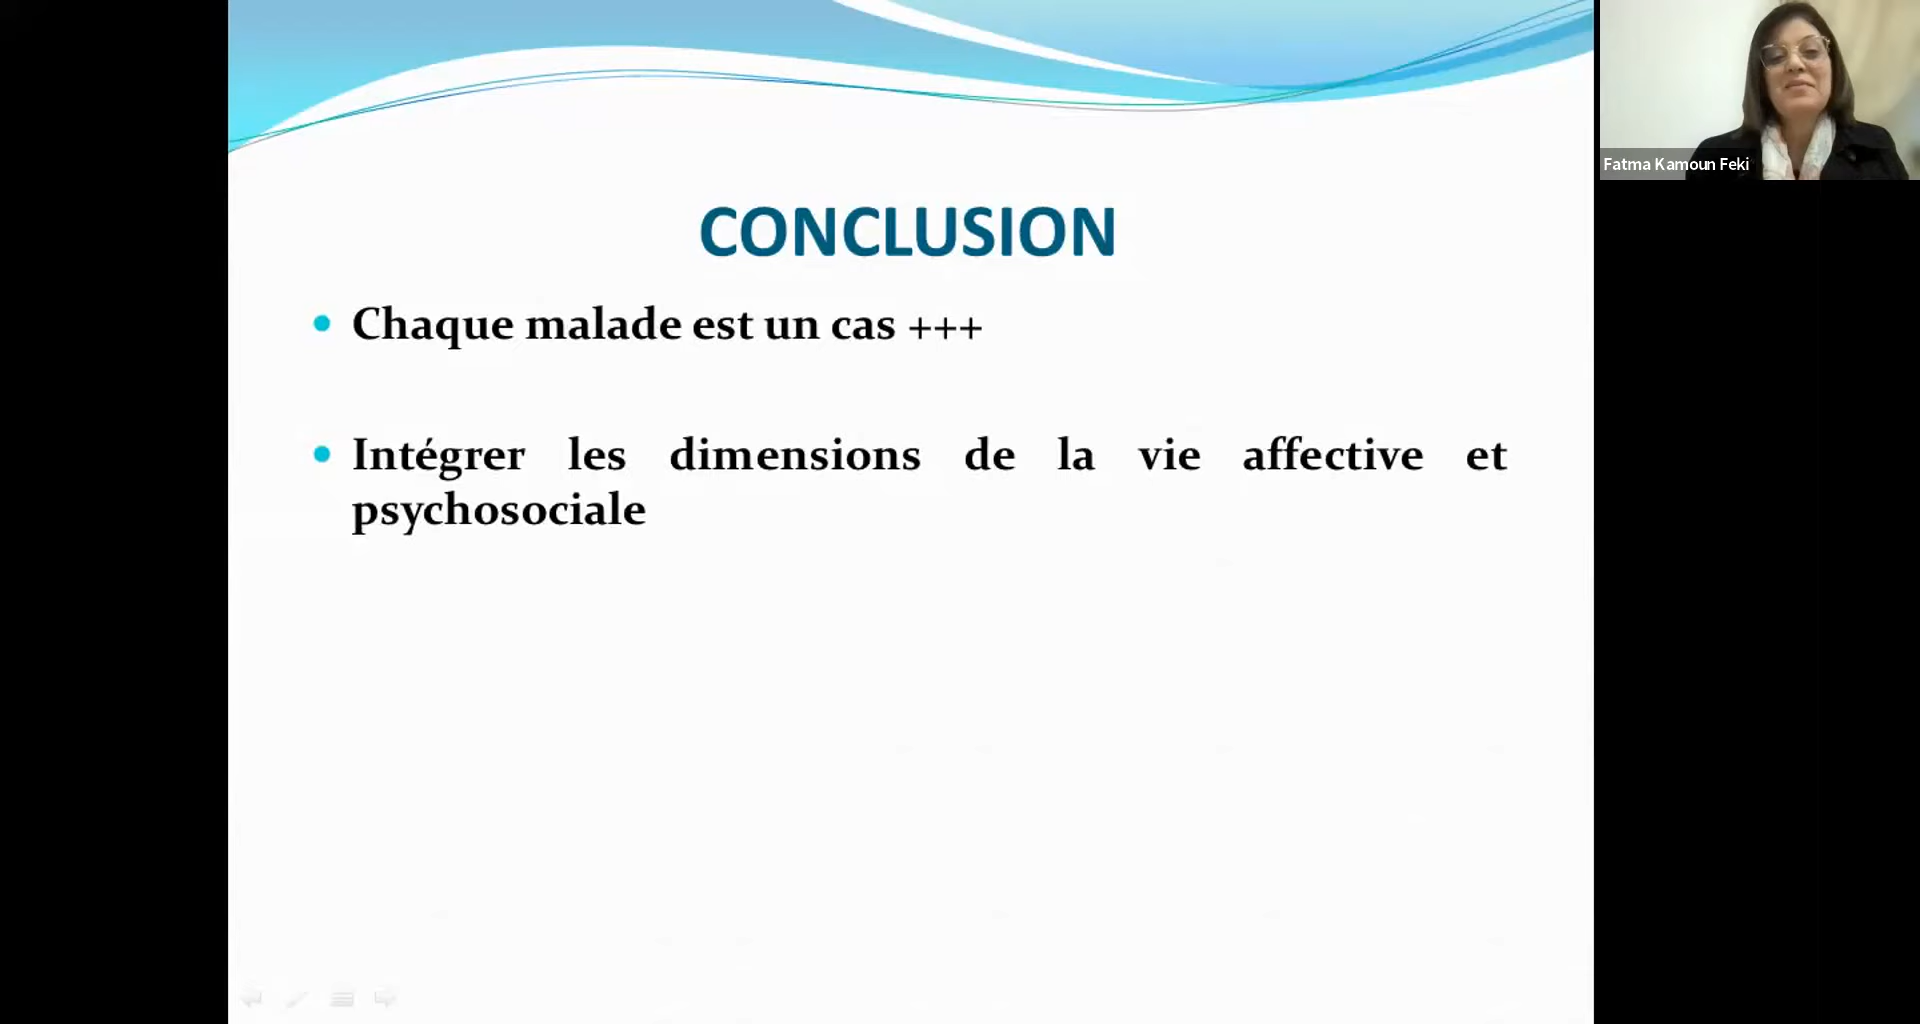 CONCLUSION
Chaque malade est un cas +++
Intégrer les dimensions de la vie affective et
psychosociale
Fatma Kamoun Feki